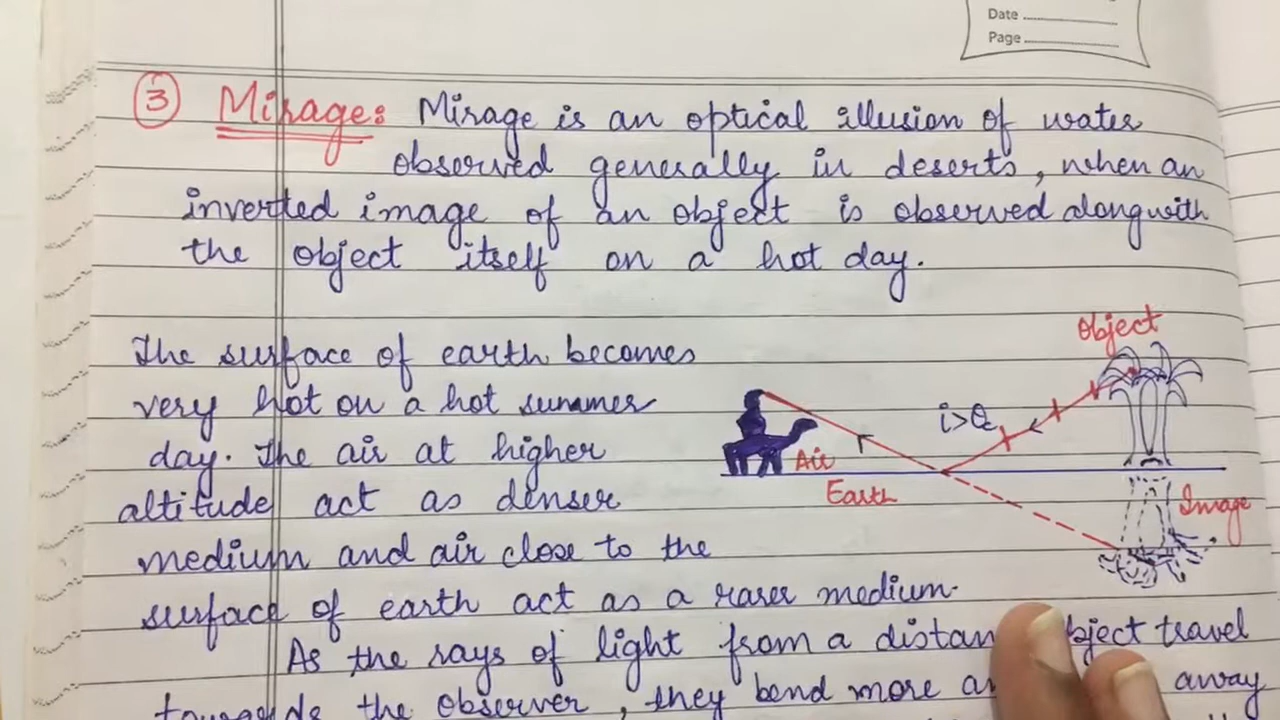 Date
Page
③ Mirage: Mirage is an optical illusion of water
observed generally in deserts, when an
inverted image of an object is observed alongwith
the object itself on a hot day.
The surface of earth becomes
very hot on a hot summer
day. The air at higher
altitude act as denser
medium and air close to the
surface of earth act as a rarer medium.
Object
i>
Air
Earth
Image
As the rays of light from a distan bject travel
towards the observer, they bend more a away